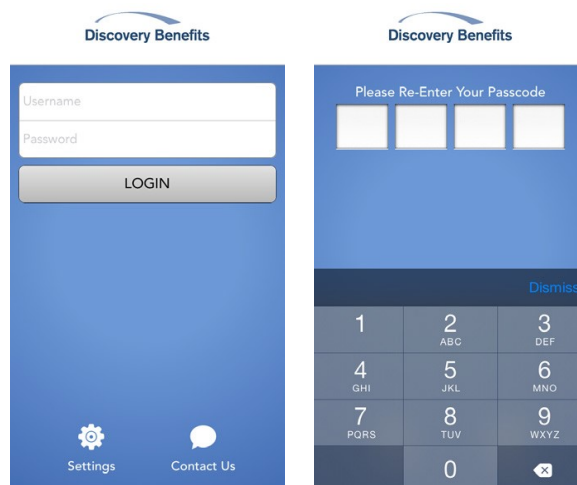 Discovery Benefits
Username
Password
LOGIN
Settings
Contact Us
Discovery Benefits
Please Re-Enter Your Passcode
Dismiss
1
2
ABC
3
DEF
4
GHI
5
JKL
6
MNO
7
PQRS
8
TUV
9
WXYZ
0